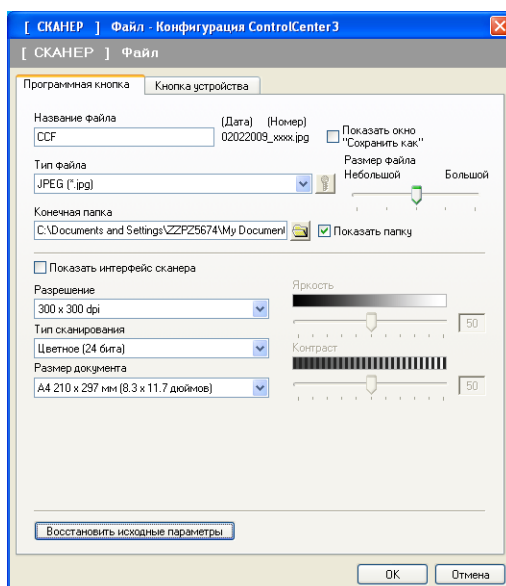 [ СКАНЕР ] Файл - Конфигурация ControlCenter3
[ СКАНЕР ] Файл
Программная кнопка Кнопка устройства
Название файла (Дата) (Номер)
CCF 02022009_xxxx.jpg Показать окно "Сохранить как"
Тип файла Размер файла
Небольшой Большой
JPEG (*.jpg)
Конечная папка
C:\Documents and Settings\ZZPZ5674\My Document Показать папку
Показать интерфейс сканера
Разрешение Яркость
300 x 300 dpi
50
Тип сканирования
Цветное (24 бита) Контраст
Размер документа
A4 210 x 297 мм (8.3 x 11.7 дюймов) 50
Восстановить исходные параметры
OK Отмена